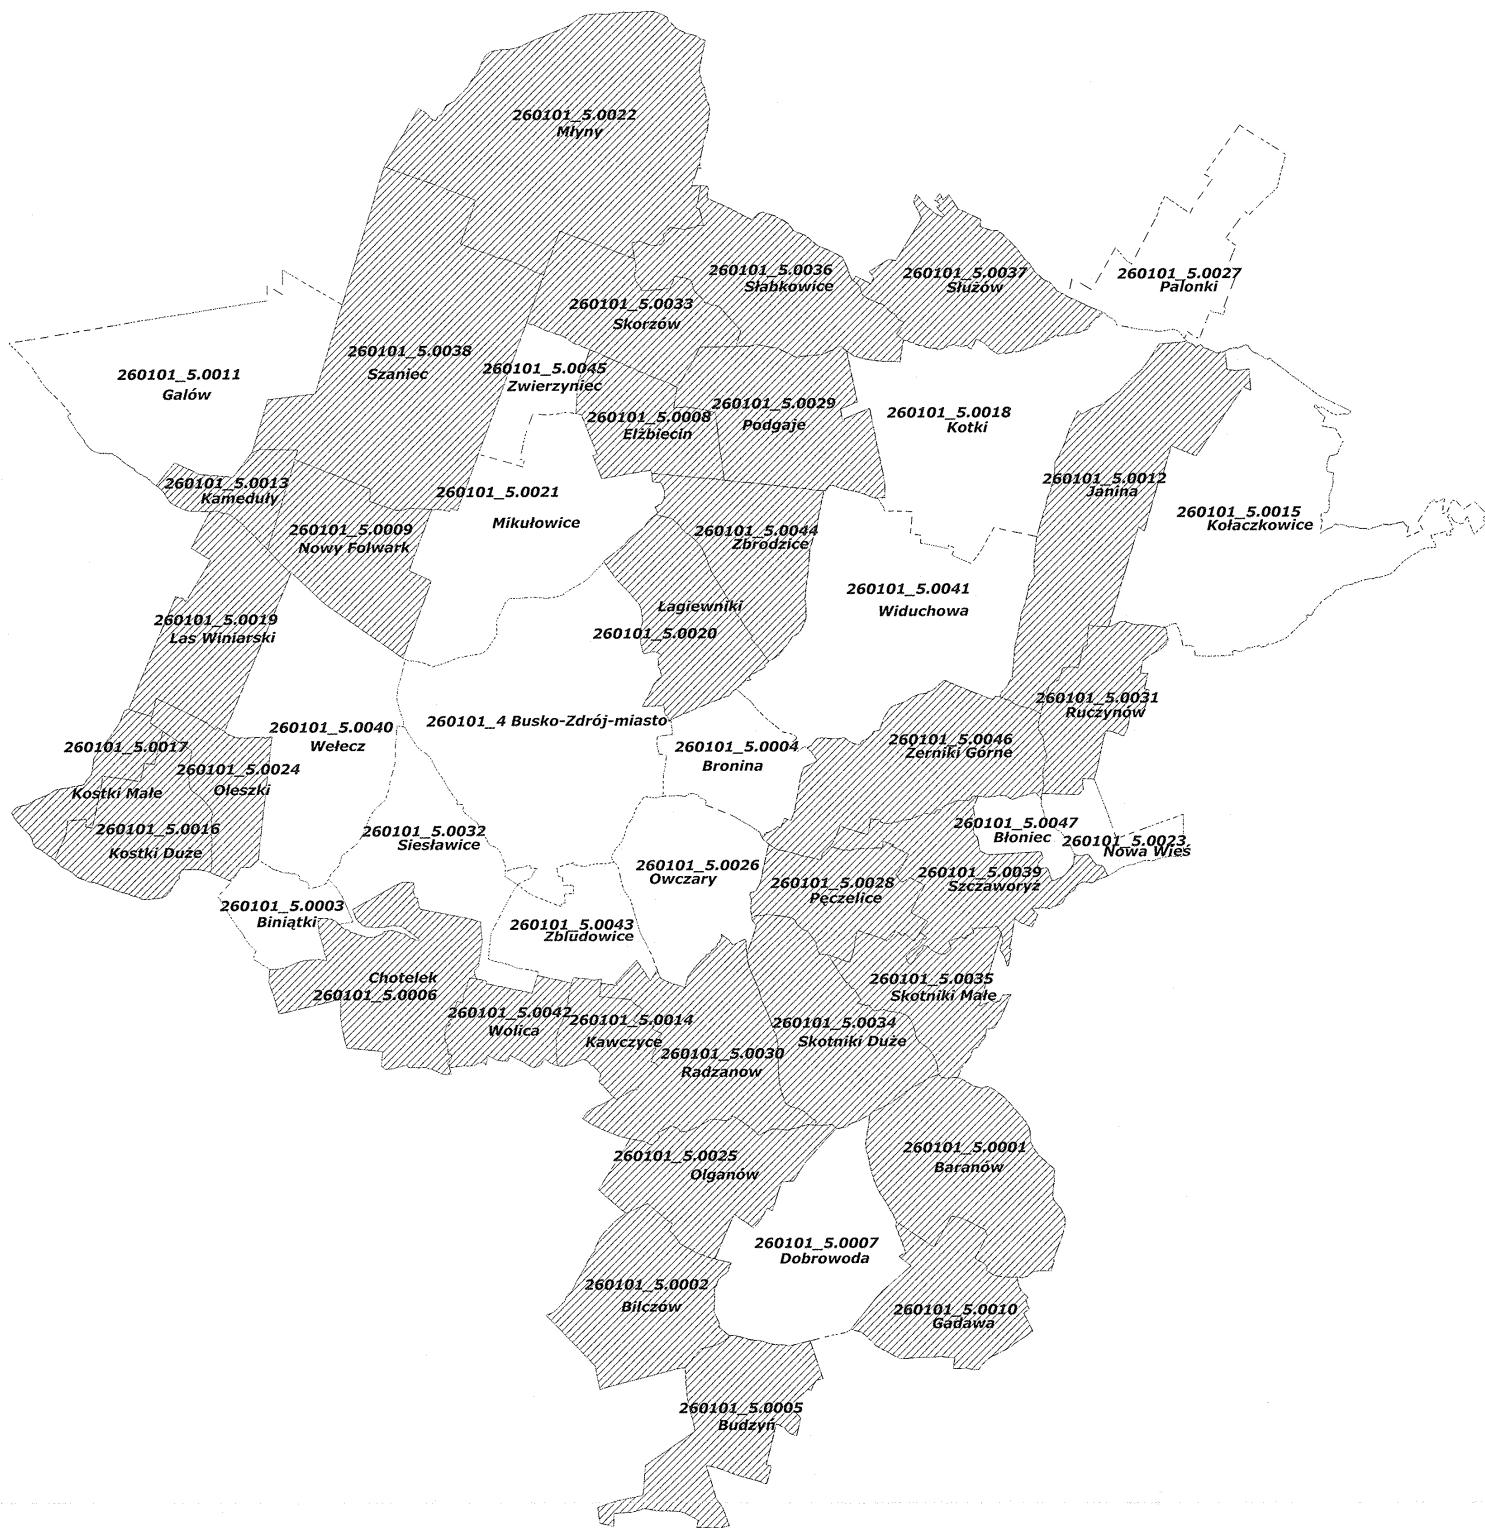 260101_5.0022
Młyny
260101_5.0036
Słabkowice
260101_5.0037
Służów
260101_5.0027
Palonki
260101_5.0033
Skorzów
260101_5.0038
Szaniec
260101_5.0045
Zwierzyniec
260101_5.0011
Galów
260101_5.0008
Elżbiecin
260101_5.0029
Podgaje
260101_5.0018
Kotki
260101_5.0013
Kameduły
260101_5.0021
Mikułowice
260101_5.0012
Janina
260101_5.0015
Kołaczkowice
260101_5.0009
Nowy Folwark
260101_5.0044
Zbrodzice
260101_5.0041
Widuchowa
Łagiewniki
260101_5.0020
260101_5.0019
Las Winiarski
260101_5.0031
Ruczynów
260101_4 Busko-Zdrój-miasto
260101_5.0040
Wełecz
260101_5.0017
Kostki Małe
260101_5.0024
Oleszki
260101_5.0004
Bronina
260101_5.0046
Żerniki Górne
260101_5.0016
Kostki Duże
260101_5.0032
Siesławice
260101_5.0047
Błoniec
260101_5.0023
Nowa Wieś
260101_5.0026
Owczary
260101_5.0028
Pęczelice
260101_5.0039
Szczaworyż
260101_5.0003
Biniątki
260101_5.0043
Zbludowice
Chotelek
260101_5.0006
260101_5.0035
Skotniki Małe
260101_5.0042
Wolica
260101_5.0014
Kawczyce
260101_5.0034
Skotniki Duże
260101_5.0030
Radzanow
260101_5.0001
Baranów
260101_5.0025
Olganów
260101_5.0007
Dobrowoda
260101_5.0002
Bilczów
260101_5.0010
Gadawa
260101_5.0005
Budzyń